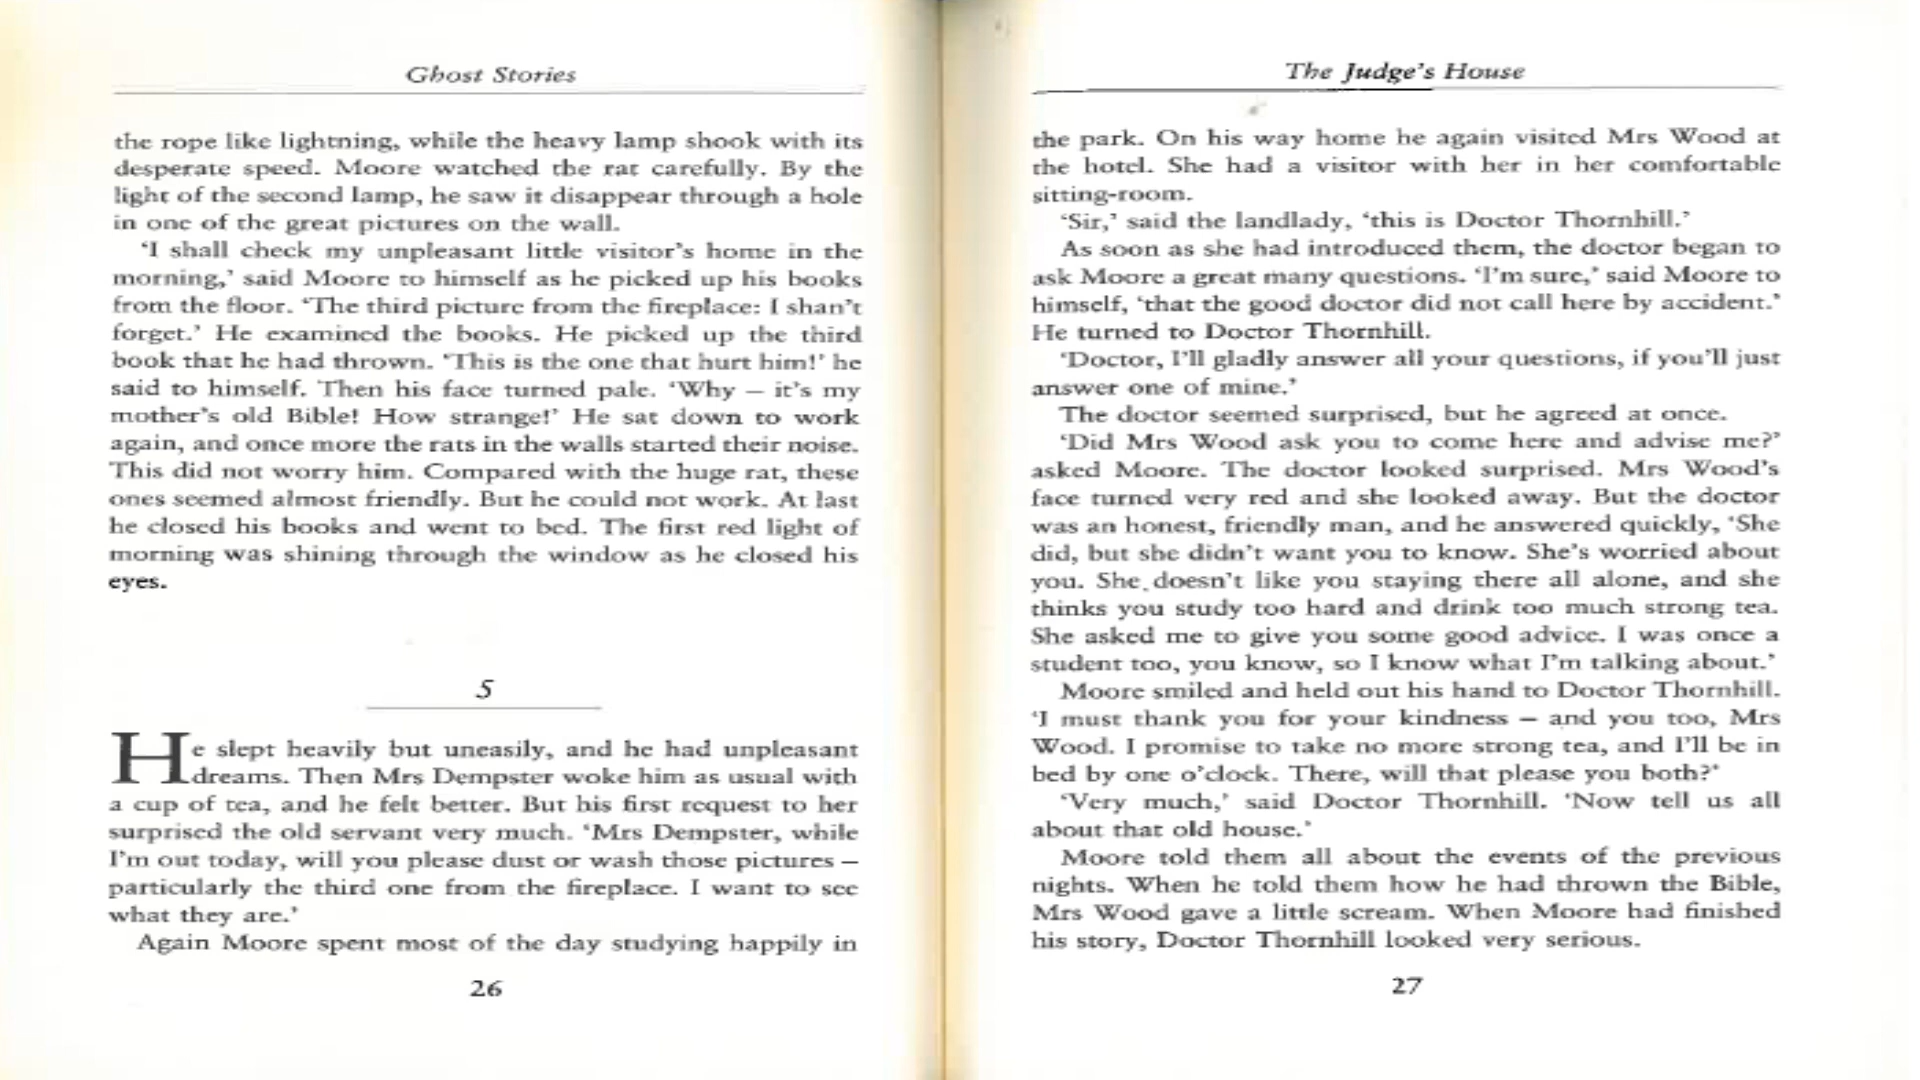 Ghost Stories
the rope like lightning, while the heavy lamp shook with its
desperate speed. Moore watched the rat carefully. By the
light of the second lamp, he saw it disappear through a hole
in one of the great pictures on the wall.
‘I shall check my unpleasant little visitor’s home in the
morning,’ said Moore to himself as he picked up his books
from the floor. ‘The third picture from the fireplace: I shan’t
forget.’ He examined the books. He picked up the third
book that he had thrown. ‘This is the one that hurt him!’ he
said to himself. Then his face turned pale. ‘Why – it’s my
mother’s old Bible! How strange!’ He sat down to work
again, and once more the rats in the walls started their noise.
This did not worry him. Compared with the huge rat, these
ones seemed almost friendly. But he could not work. At last
he closed his books and went to bed. The first red light of
morning was shining through the window as he closed his
eyes.
5
He slept heavily but uneasily, and he had unpleasant
dreams. Then Mrs Dempster woke him as usual with
a cup of tea, and he felt better. But his first request to her
surprised the old servant very much. ‘Mrs Dempster, while
I’m out today, will you please dust or wash those pictures –
particularly the third one from the fireplace. I want to see
what they are.’
Again Moore spent most of the day studying happily in
26
The Judge’s House
the park. On his way home he again visited Mrs Wood at
the hotel. She had a visitor with her in her comfortable
sitting-room.
‘Sir,’ said the landlady, ‘this is Doctor Thornhill.’
As soon as she had introduced them, the doctor began to
ask Moore a great many questions. ‘I’m sure,’ said Moore to
himself, ‘that the good doctor did not call here by accident.’
He turned to Doctor Thornhill.
‘Doctor, I’ll gladly answer all your questions, if you’ll just
answer one of mine.’
The doctor seemed surprised, but he agreed at once.
‘Did Mrs Wood ask you to come here and advise me?’
asked Moore. The doctor looked surprised. Mrs Wood’s
face turned very red and she looked away. But the doctor
was an honest, friendly man, and he answered quickly, ‘She
did, but she didn’t want you to know. She’s worried about
you. She doesn’t like you staying there all alone, and she
thinks you study too hard and drink too much strong tea.
She asked me to give you some good advice. I was once a
student too, you know, so I know what I’m talking about.’
Moore smiled and held out his hand to Doctor Thornhill.
‘I must thank you for your kindness – and you too, Mrs
Wood. I promise to take no more strong tea, and I’ll be in
bed by one o’clock. There, will that please you both?’
‘Very much,’ said Doctor Thornhill. ‘Now tell us all
about that old house.’
Moore told them all about the events of the previous
nights. When he told them how he had thrown the Bible,
Mrs Wood gave a little scream. When Moore had finished
his story, Doctor Thornhill looked very serious.
27